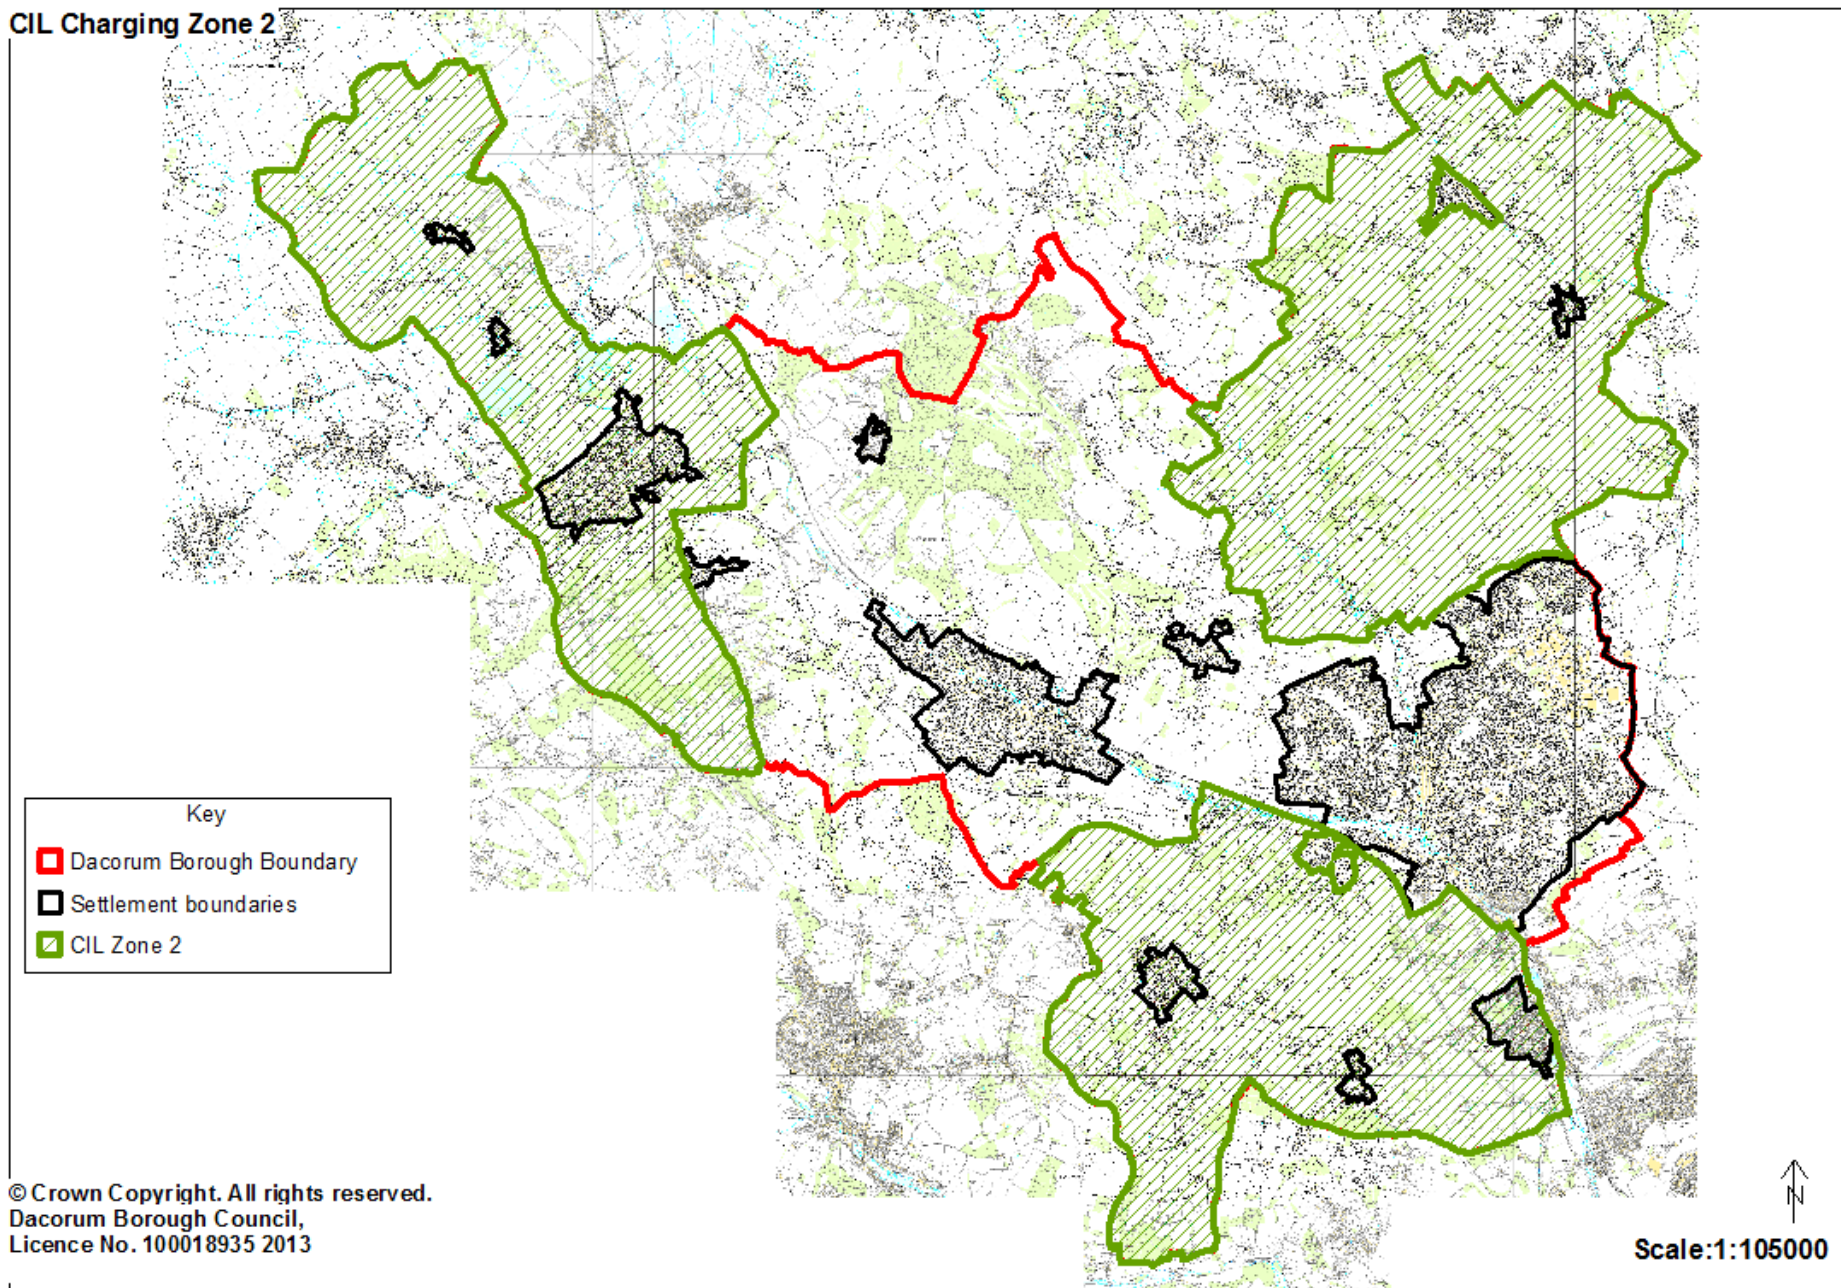 CIL Charging Zone 2
Key
Dacorum Borough Boundary
Settlement boundaries
CIL Zone 2
© Crown Copyright. All rights reserved.
Dacorum Borough Council,
Licence No. 100018935 2013
N
Scale:1:105000